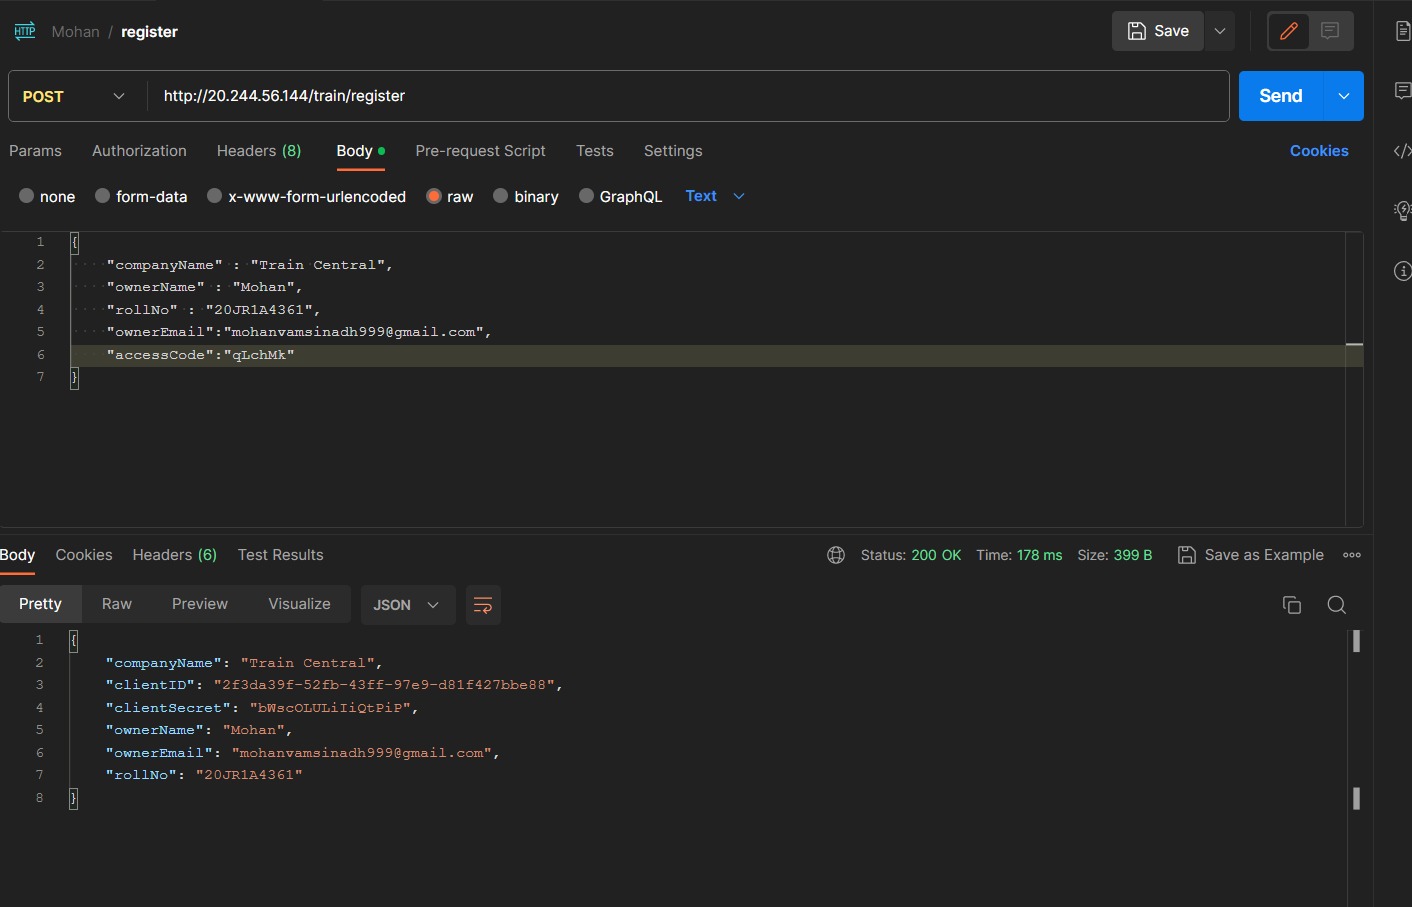 HTTP Mohan / register Save
POST http://20.244.56.144/train/register Send
Params Authorization Headers (8) Body Pre-request Script Tests Settings Cookies
none form-data x-www-form-urlencoded raw binary GraphQL Text
1 {
2 "companyName" : "Train Central",
3 "ownerName" : "Mohan",
4 "rollNo" : "20JR1A4361",
5 "ownerEmail":"mohanvamsinadh999@gmail.com",
6 "accessCode":"qLchMk"
7 }
Body Cookies Headers (6) Test Results Status: 200 OK Time: 178 ms Size: 399 B Save as Example
Pretty Raw Preview Visualize JSON
1 {
2 "companyName": "Train Central",
3 "clientID": "2f3da39f-52fb-43ff-97e9-d81f427bbe88",
4 "clientSecret": "bWscOLULiIiQtPiP",
5 "ownerName": "Mohan",
6 "ownerEmail": "mohanvamsinadh999@gmail.com",
7 "rollNo": "20JR1A4361"
8 }